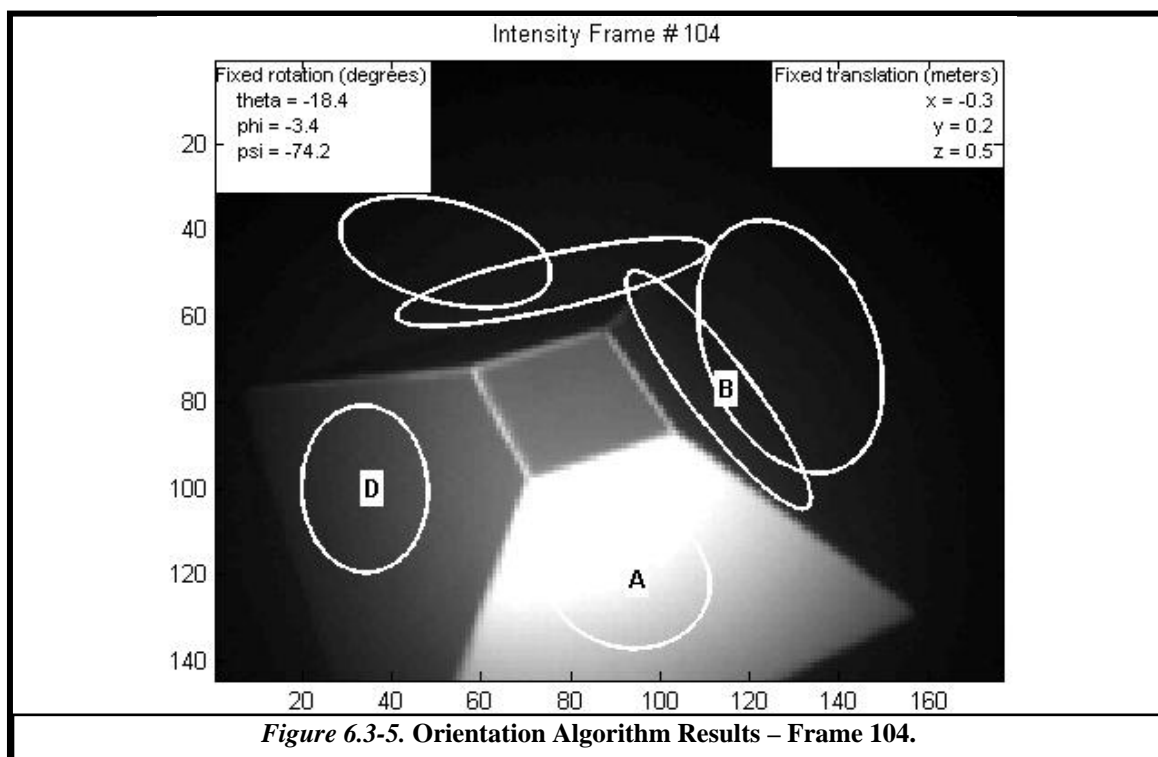 Intensity Frame # 104
Fixed rotation (degrees)
theta = -18.4
phi = -3.4
psi = -74.2
Fixed translation (meters)
x = -0.3
y = 0.2
z = 0.5
20
40
60
80
100
120
140
B
D
A
20 40 60 80 100 120 140 160
Figure 6.3-5. Orientation Algorithm Results – Frame 104.